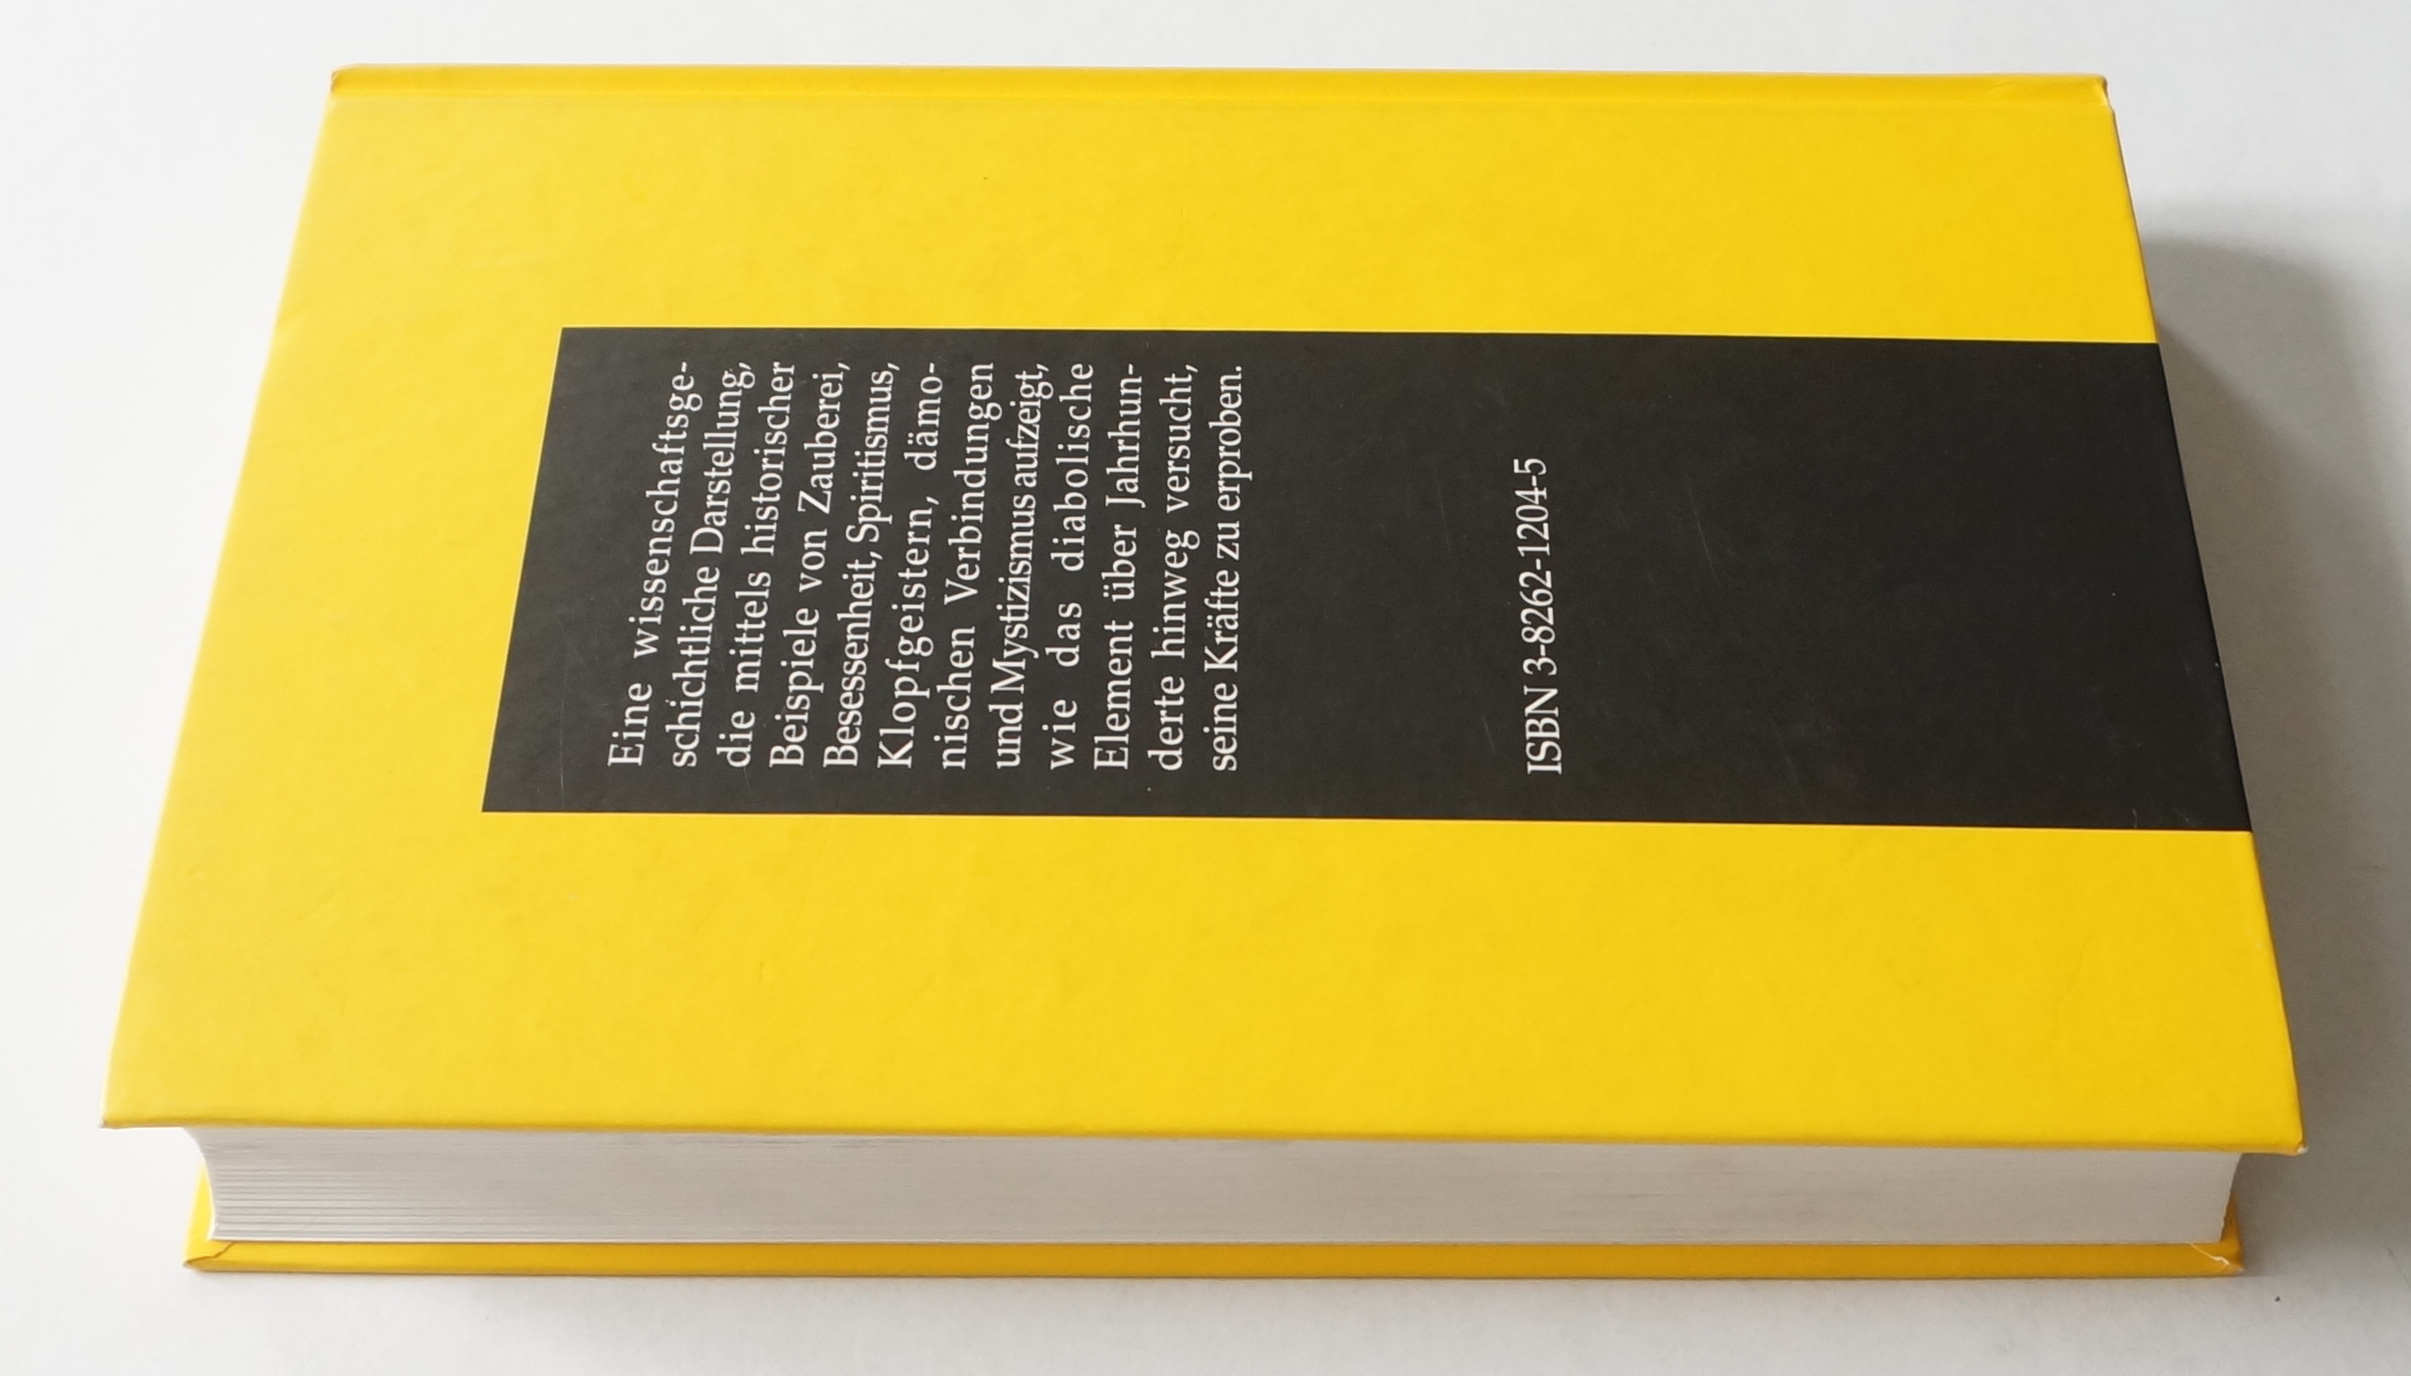 Eine wissenschaftsge-
schichtliche Darstellung,
die mittels historischer
Beispiele von Zauberei,
Besessenheit, Spiritismus,
Klopfgeistern, dämo-
nischen Verbindungen
und Mystizismus aufzeigt,
wie das diabolische
Element über Jahrhun-
derte hinweg versucht,
seine Kräfte zu erproben.
ISBN 3-8262-1204-5